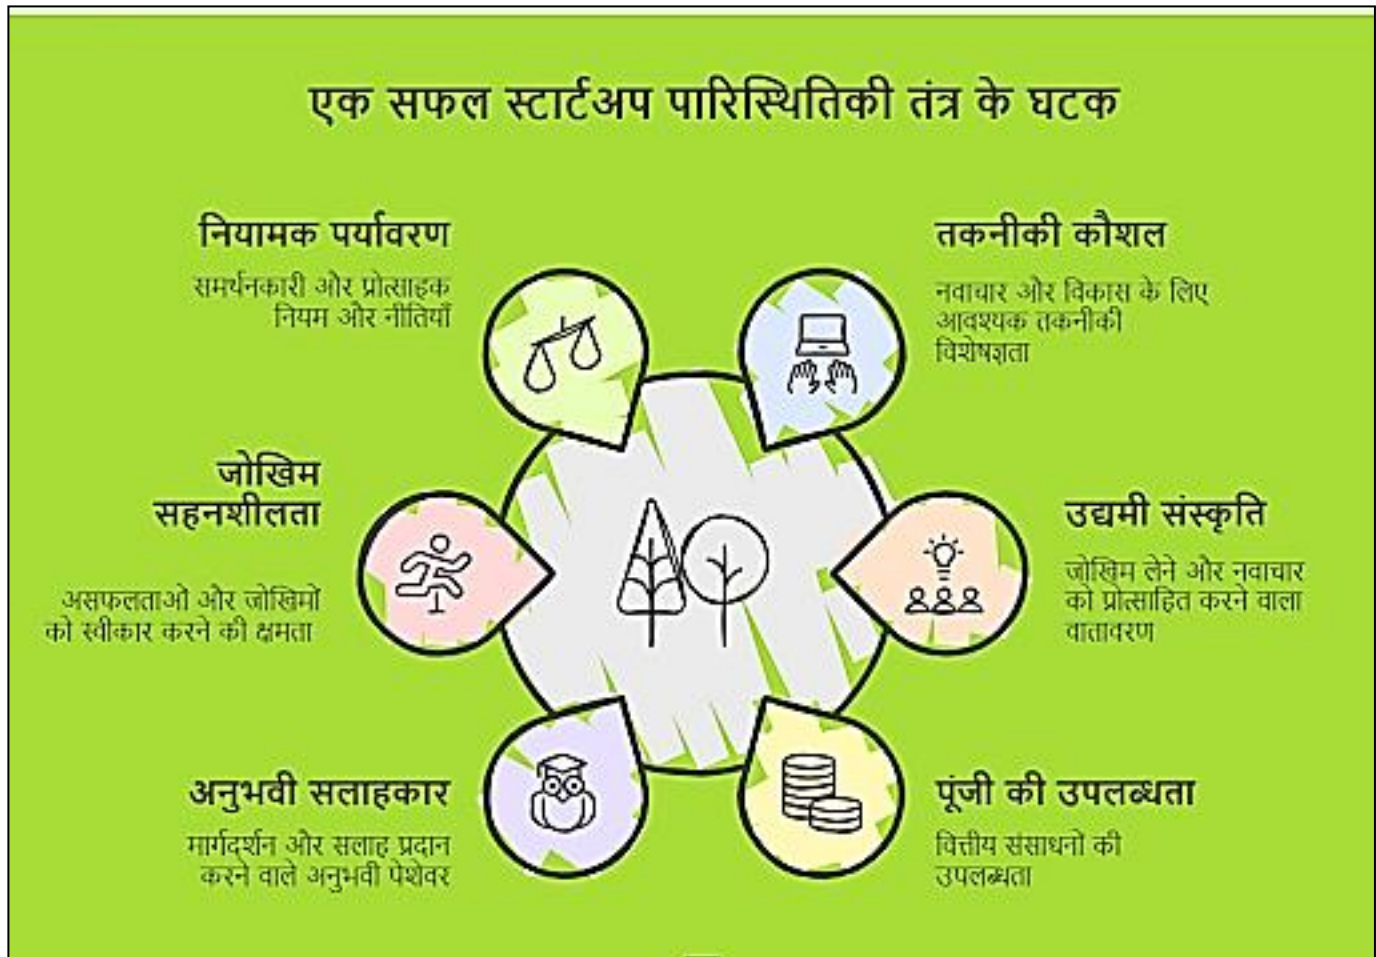 एक सफल स्टार्टअप पारिस्थितिकी तंत्र के घटक
नियामक पर्यावरण
समर्थनकारी और प्रोत्साहक
नियम और नीतियाँ
तकनीकी कौशल
नवाचार और विकास के लिए
आवश्यक तकनीकी
विशेषज्ञता
जोखिम
सहनशीलता
असफलताओ और जोखिमो
को स्वीकार करने की क्षमता
उद्यमी संस्कृति
जोखिम लेने और नवाचार
को प्रोत्साहित करने वाला
वातावरण
अनुभवी सलाहकार
मार्गदर्शन और सलाह प्रदान
करने वाले अनुभवी पेशेवर
पूंजी की उपलब्धता
वित्तीय संसाधनों की
उपलब्धता